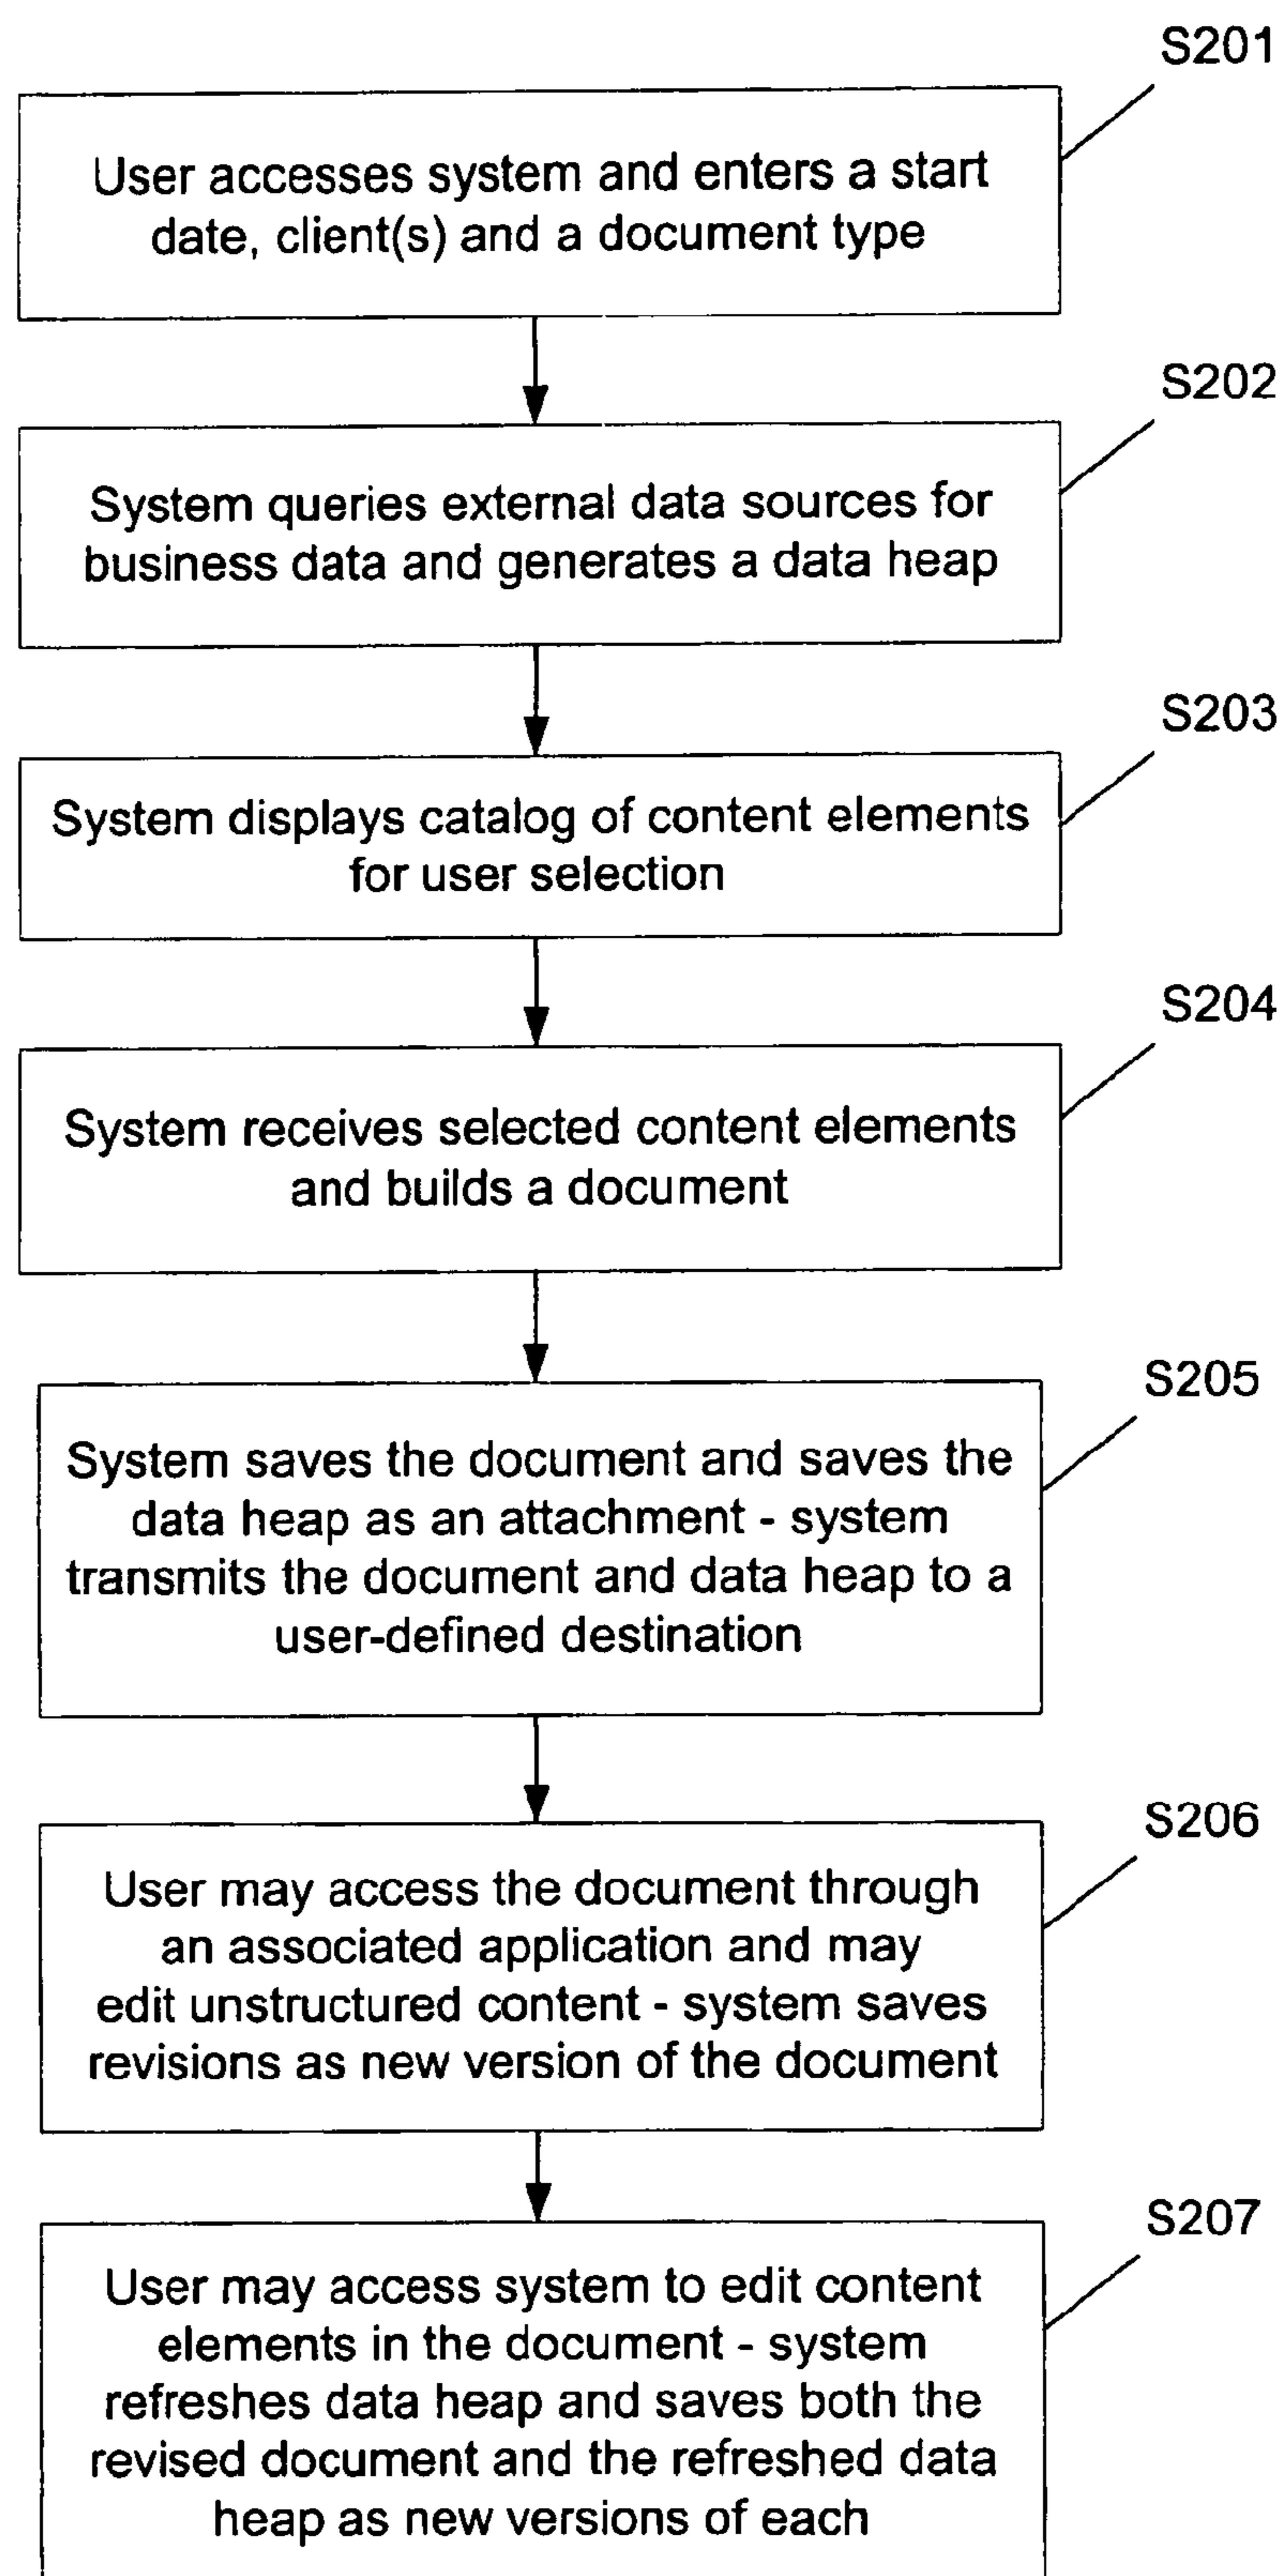 S201
User accesses system and enters a start
date, client(s) and a document type
S202
System queries external data sources for
business data and generates a data heap
S203
System displays catalog of content elements
for user selection
S204
System receives selected content elements
and builds a document
S205
System saves the document and saves the
data heap as an attachment - system
transmits the document and data heap to a
user-defined destination
S206
User may access the document through
an associated application and may
edit unstructured content - system saves
revisions as new version of the document
S207
User may access system to edit content
elements in the document - system
refreshes data heap and saves both the
revised document and the refreshed data
heap as new versions of each